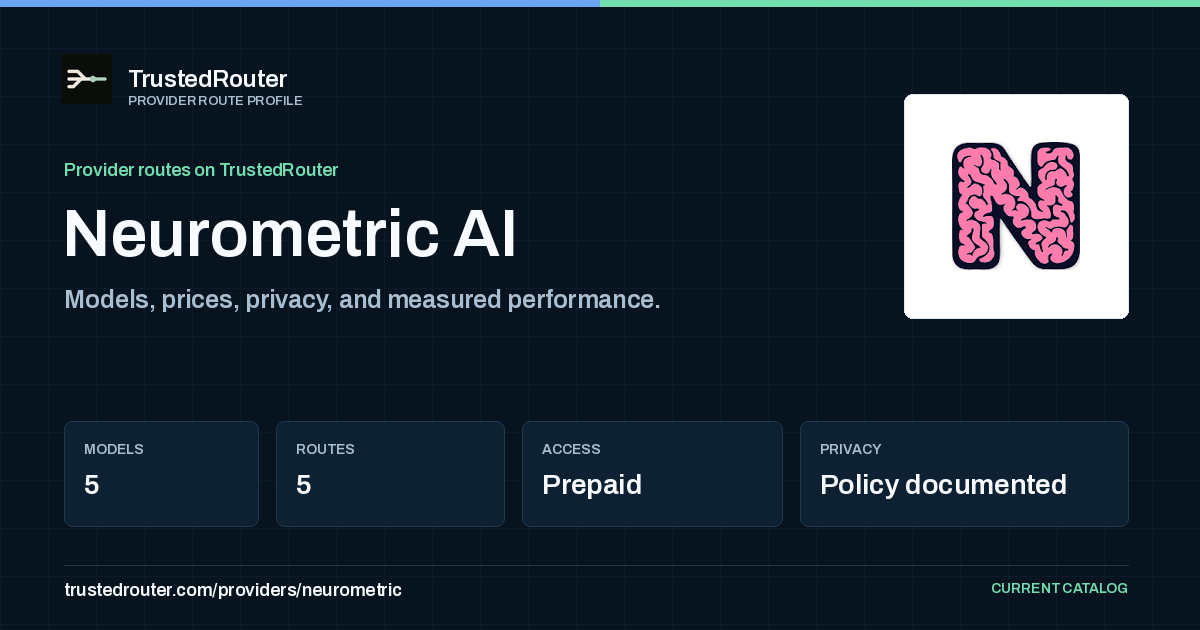 TrustedRouter
PROVIDER ROUTE PROFILE
Provider routes on TrustedRouter
Neurometric AI
Models, prices, privacy, and measured performance.
N
MODELS
5
ROUTES
5
ACCESS
Prepaid
PRIVACY
Policy documented
trustedrouter.com/providers/neurometric
CURRENT CATALOG